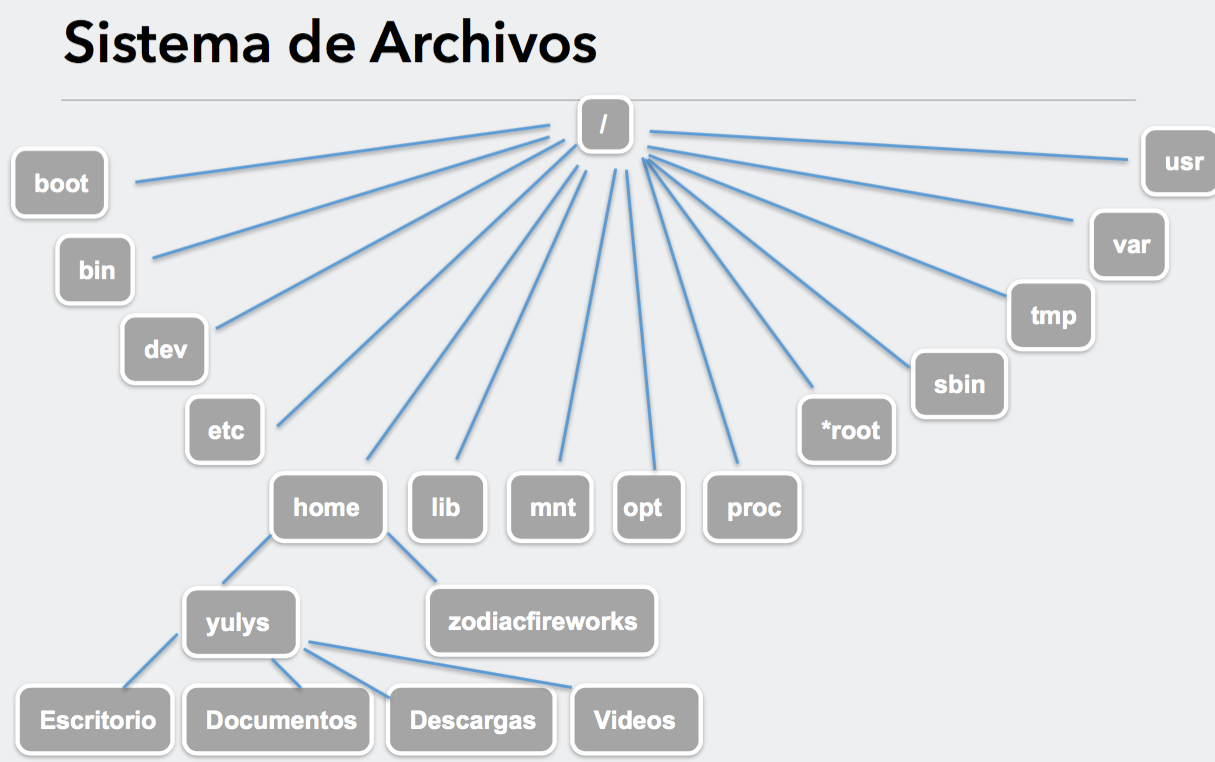 Sistema de Archivos
/
boot
bin
dev
etc
home
lib
mnt
opt
proc
*root
sbin
tmp
var
usr
yulys
zodiacfireworks
Escritorio
Documentos
Descargas
Videos